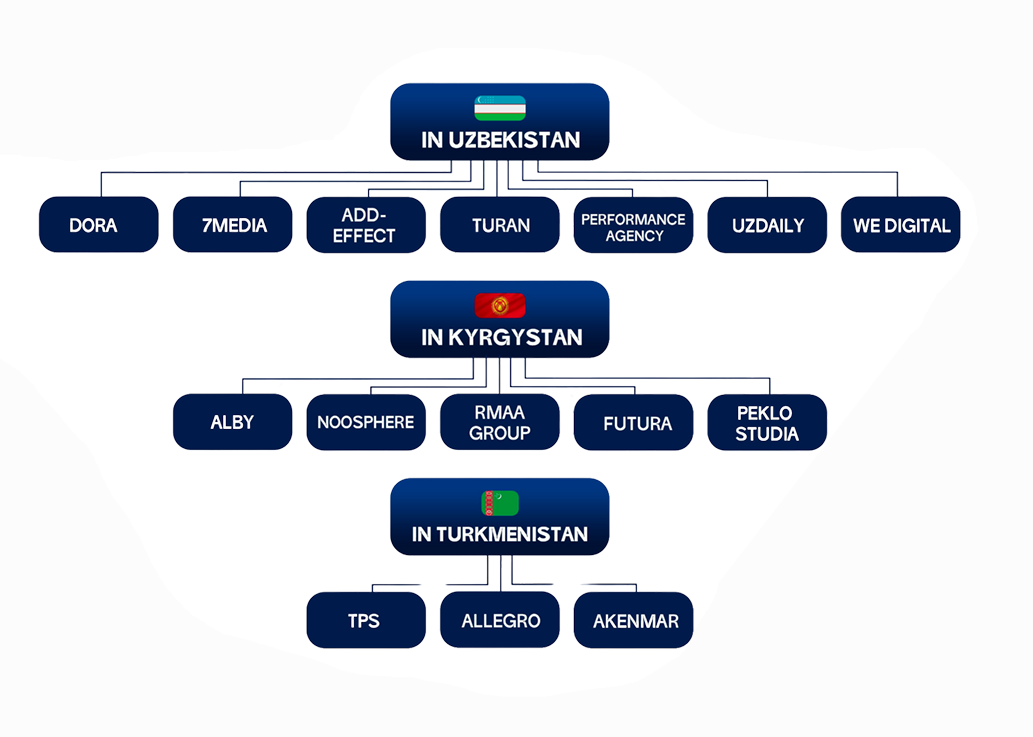 IN UZBEKISTAN
DORA
7MEDIA
ADD-
EFFECT
TURAN
PERFORMANCE
AGENCY
UZDAILY
WE DIGITAL
IN KYRGYSTAN
ALBY
NOOSPHERE
RMAA
GROUP
FUTURA
PEKLO
STUDIA
IN TURKMENISTAN
TPS
ALLEGRO
AKENMAR